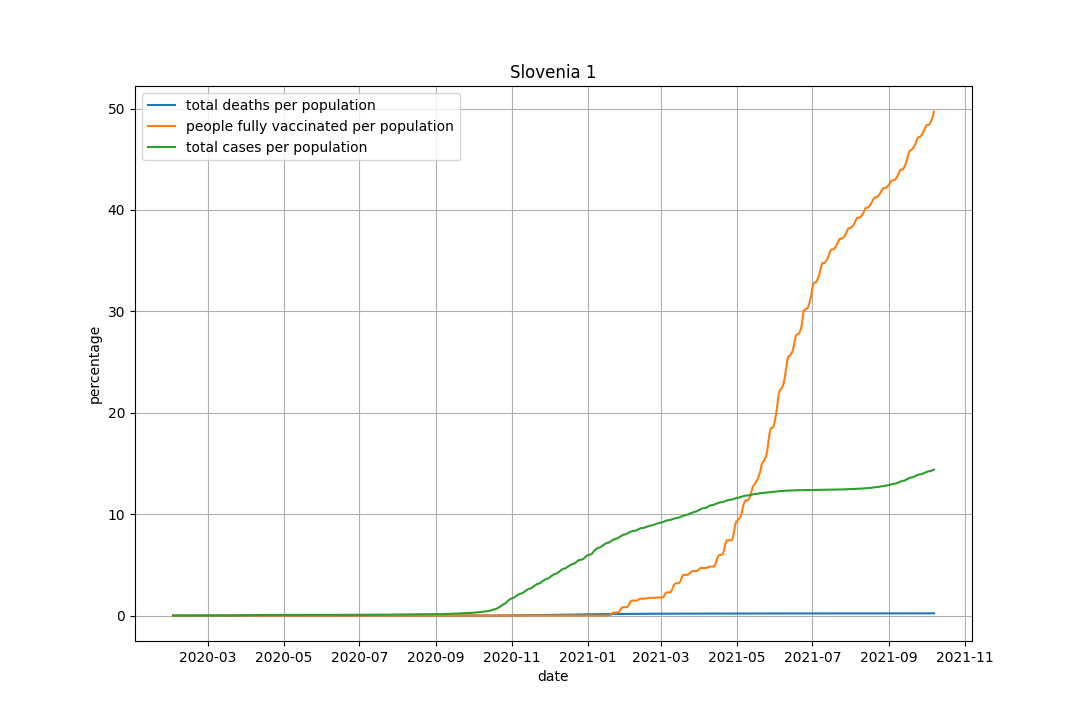 Slovenia 1
total deaths per population
people fully vaccinated per population
total cases per population
50
40
30
20
10
0
percentage
2020-03 2020-05 2020-07 2020-09 2020-11 2021-01 2021-03 2021-05 2021-07 2021-09 2021-11
date